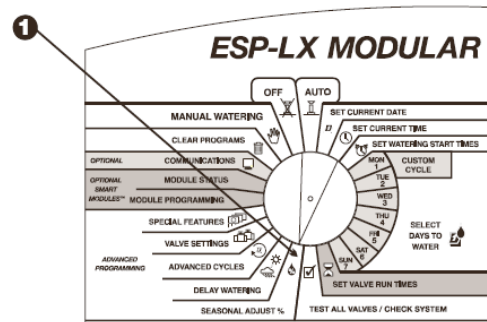 1
ESP-LX MODULAR
OFF
AUTO
MANUAL WATERING
SET CURRENT DATE
CLEAR PROGRAMS
SET CURRENT TIME
SET WATERING START TIMES
OPTIONAL
COMMUNICATIONS
MON
1
CUSTOM
CYCLE
OPTIONAL
SMART
MODULES™
MODULE STATUS
MODULE PROGRAMMING
TUE
2
WED
3
THU
4
FRI
5
SAT
6
SUN
7
SELECT
DAYS TO
WATER
SPECIAL FEATURES
VALVE SETTINGS
ADVANCED
PROGRAMMING
ADVANCED CYCLES
DELAY WATERING
SEASONAL ADJUST %
SET VALVE RUN TIMES
TEST ALL VALVES / CHECK SYSTEM